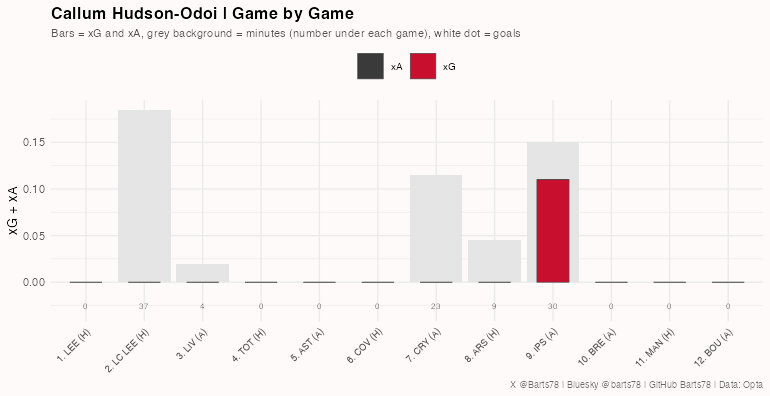 Callum Hudson-Odoi | Game by Game
Bars = xG and xA, grey background = minutes (number under each game), white dot = goals
xA xG
xG + xA
0.15
0.10
0.05
0.00
0 37 4 0 0 0 23 9 30 0 0 0
1. LEE (H)
2. LC LEE (H)
3. LIV (A)
4. TOT (H)
5. AST (A)
6. COV (H)
7. CRY (A)
8. ARS (H)
9. IPS (A)
10. BRE (A)
11. MAN (H)
12. BOU (A)
X @Barts78 | Bluesky @barts78 | GitHub Barts78 | Data: Opta